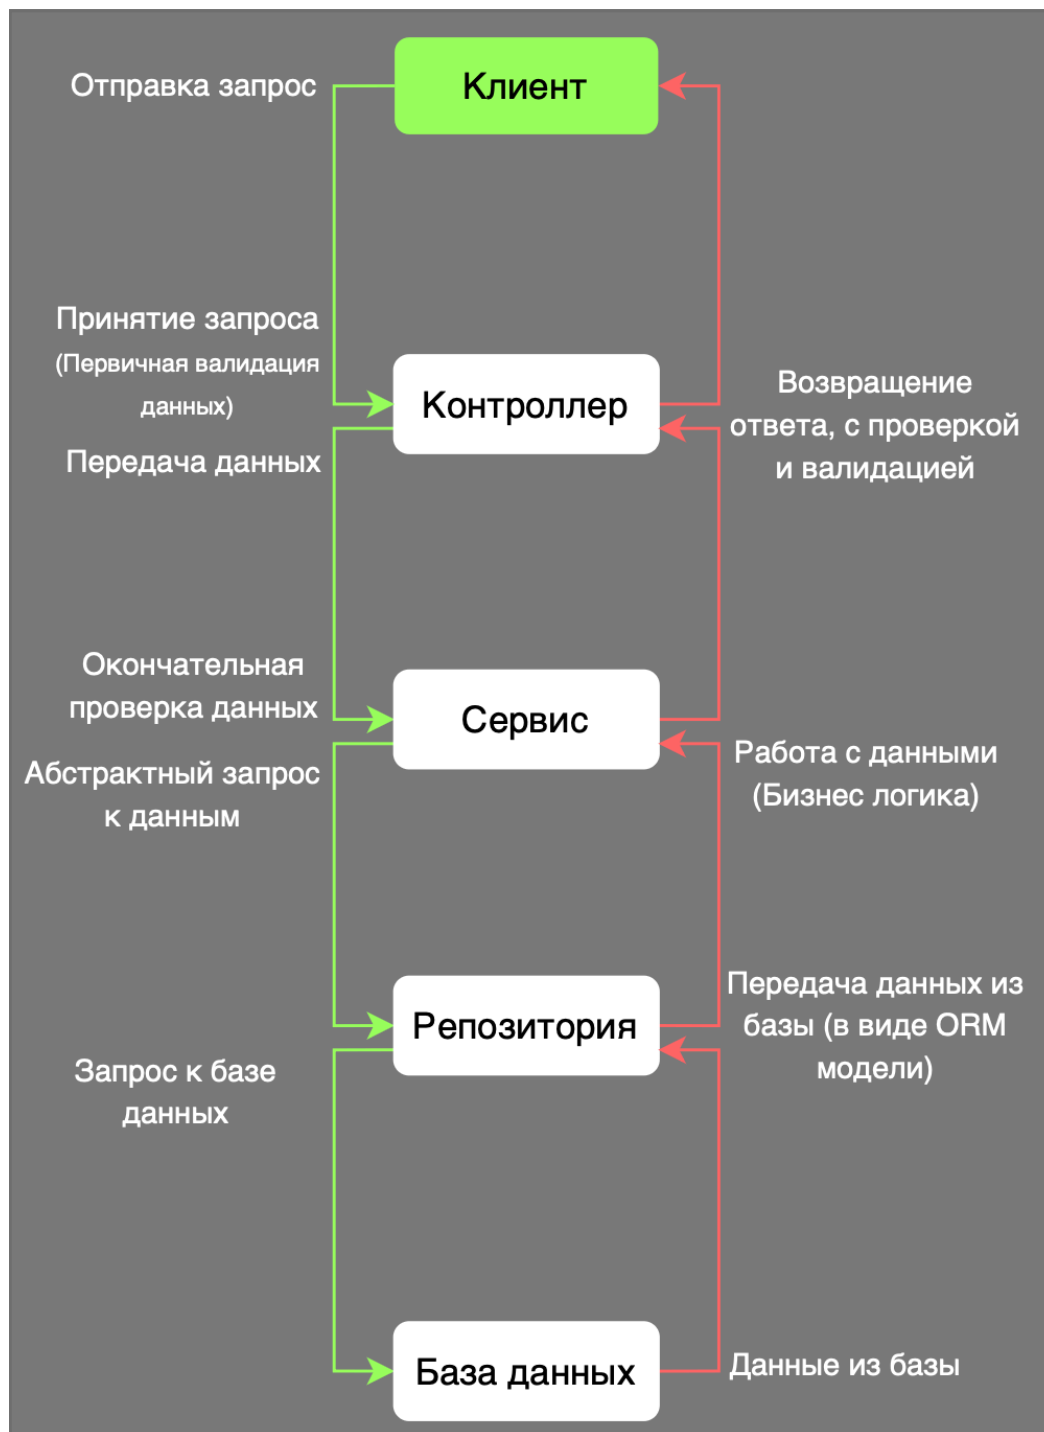 Отправка запрос
Клиент
Принятие запроса
(Первичная валидация
данных)
Контроллер
Передача данных
Возвращение
ответа, с проверкой
и валидацией
Окончательная
проверка данных
Сервис
Абстрактный запрос
к данным
Работа с данными
(Бизнес логика)
Репозитория
Передача данных из
базы (в виде ORM
модели)
Запрос к базе
данных
База данных
Данные из базы